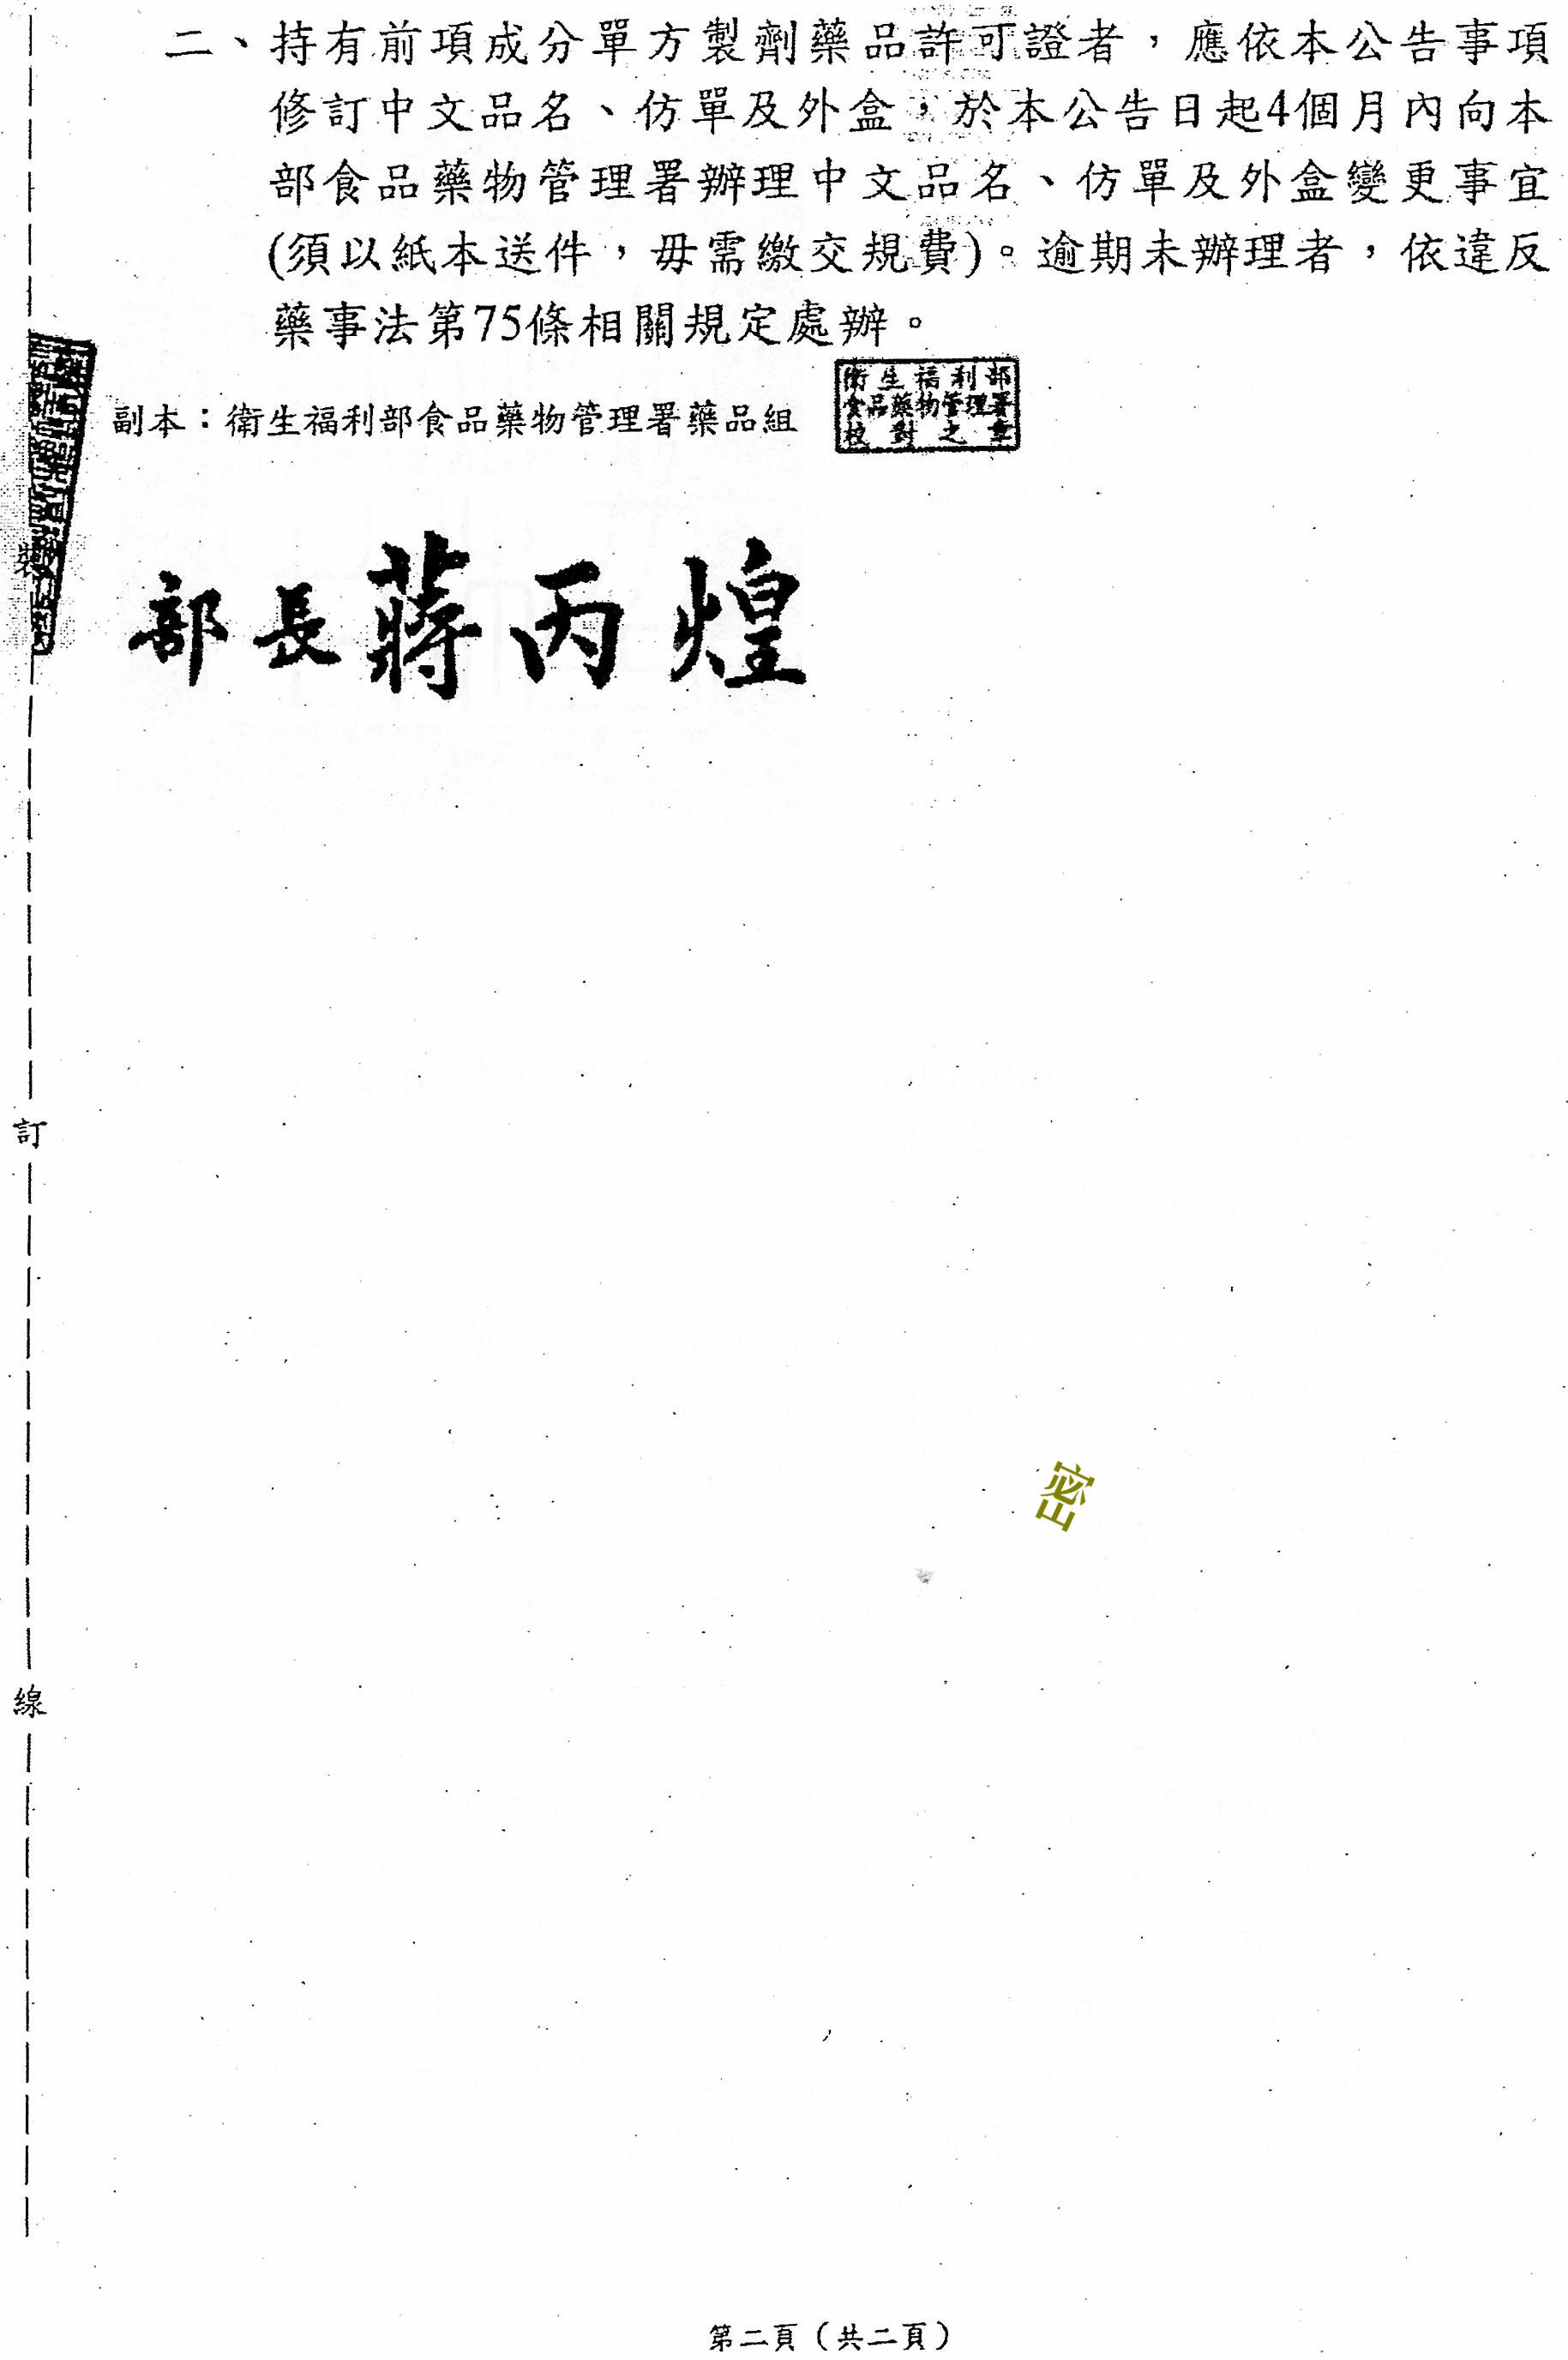 二、持有前項成分單方製劑藥品許可證者，應依本公告事項
修訂中文品名、仿單及外盒，於本公告日起4個月內向本
部食品藥物管理署辦理中文品名、仿單及外盒變更事宜
(須以紙本送件，毋需繳交規費)。逾期未辦理者，依違反
藥事法第75條相關規定處辦。
副本：衛生福利部食品藥物管理署藥品組
衛生福利部
食品藥物管理署
校對之章
部長蔣丙煌
裝
訂
密
線
第二頁（共二頁）